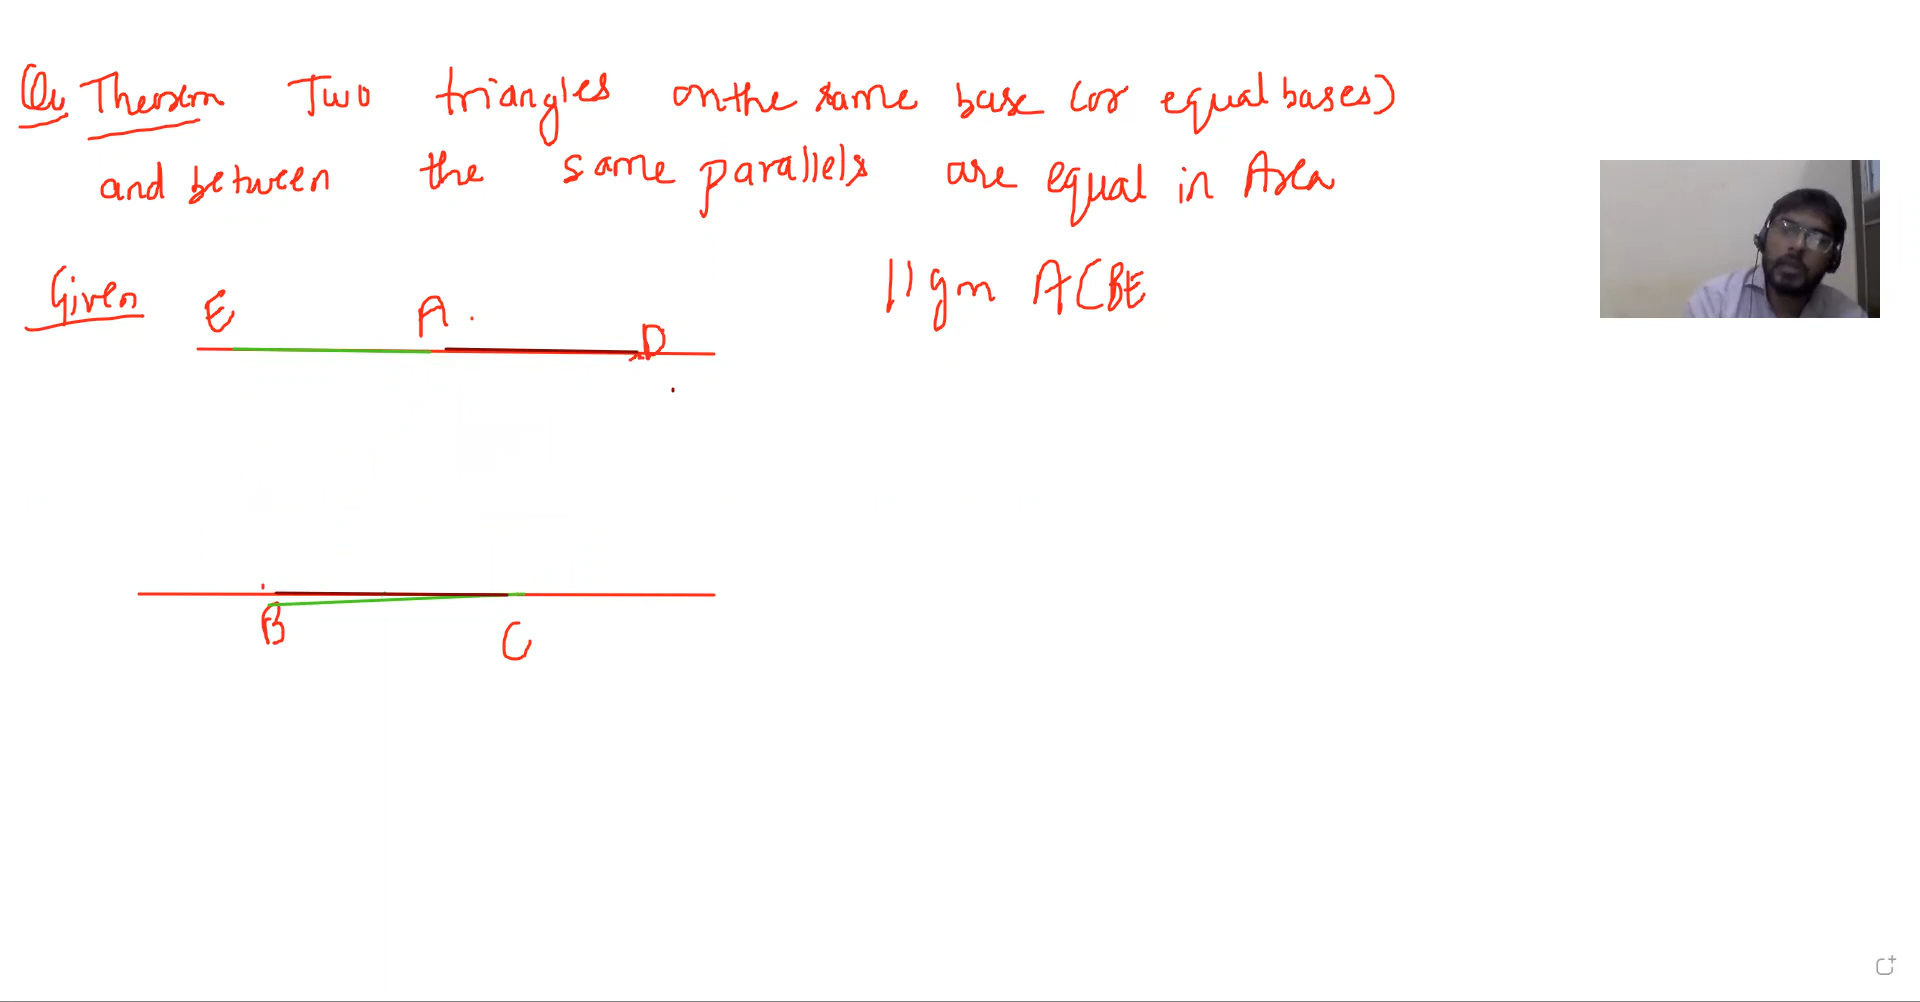 Qu Theorem Two triangles on the same base (or equal bases)
and between the same parallels are equal in Area
Given
||gm ACBE
E A D
B C